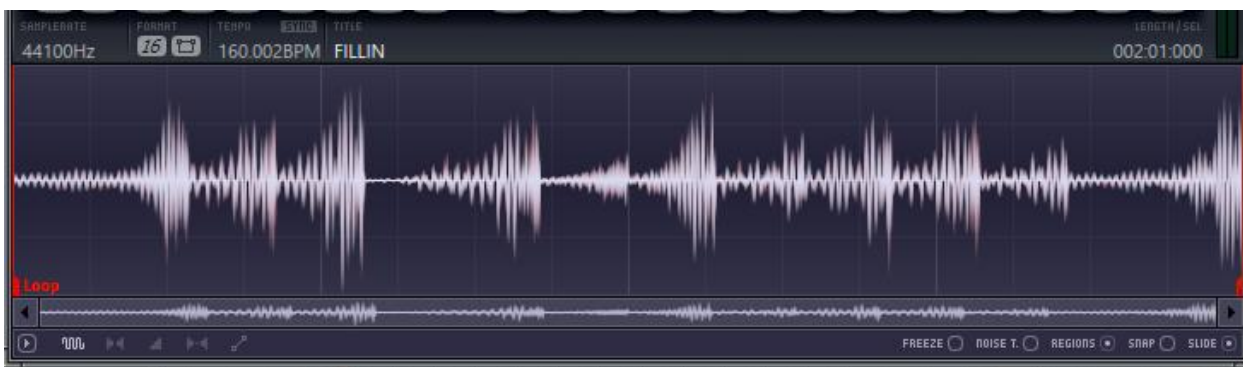 SAMPLERATE FORMAT TEMPO SYNC TITLE LENGTH/SEL
44100Hz 16 160.002BPM FILLIN 002:01:000
Loop
FREEZE NOISE T. REGIONS SNAP SLIDE